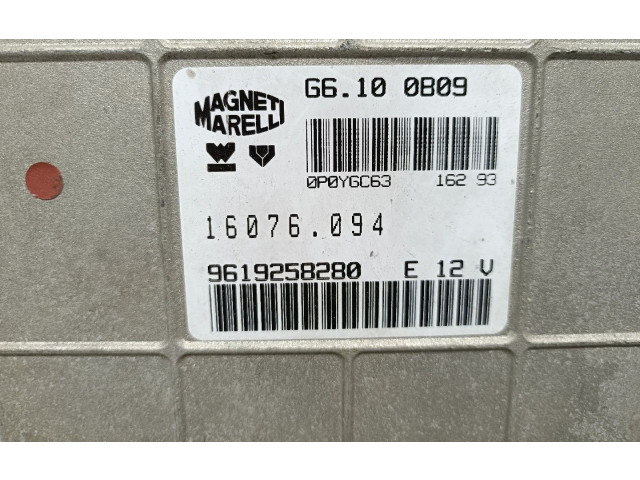 MAGNETI
MARELLI
G6.10 0B09
0P0YGC63 162 93
16076.094
9619258280 E 12 V